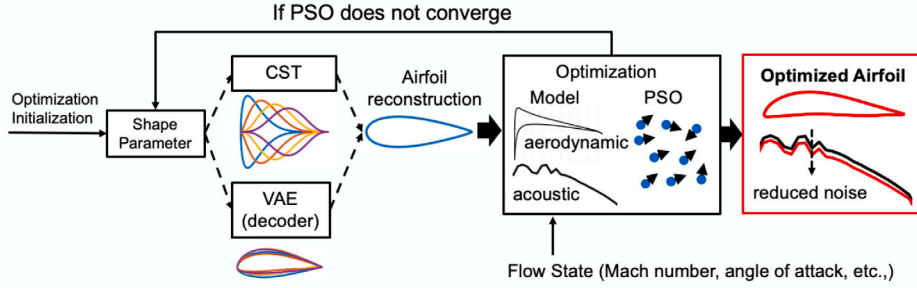 If PSO does not converge
Optimization
Initialization
Shape
Parameter
CST
VAE
(decoder)
Airfoil
reconstruction
Optimization
Model
PSO
aerodynamic
acoustic
Optimized Airfoil
reduced noise
Flow State (Mach number, angle of attack, etc.,)